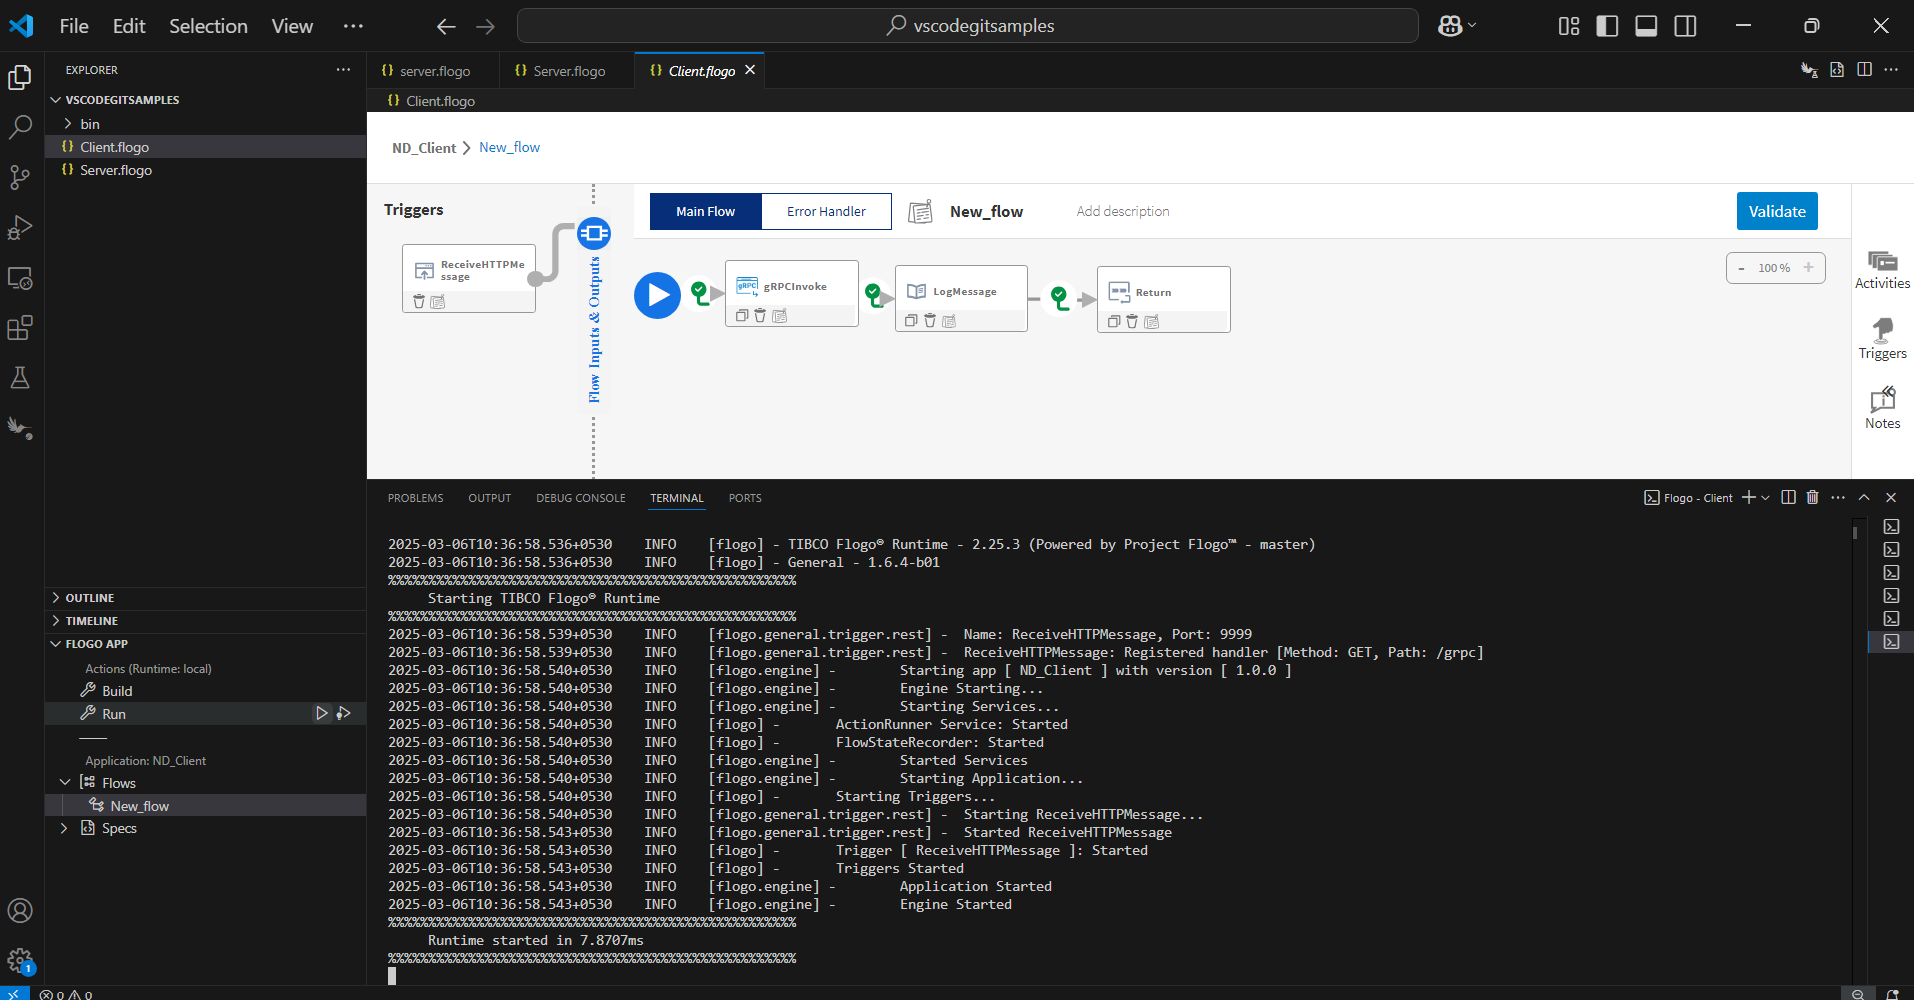 File Edit Selection View ···
vscodegitsamples
EXPLORER
VSCODEGITSAMPLES
bin
{} Client.flogo
{} Server.flogo
OUTLINE
TIMELINE
FLOGO APP
Actions (Runtime: local)
Build
Run
Application: ND_Client
Flows
New_flow
Specs
1
0 0
{} server.flogo {} Server.flogo {} Client.flogo
{} Client.flogo
ND_Client > New_flow
Triggers
ReceiveHTTPMe
ssage
Flow Inputs & Outputs
Main Flow Error Handler New_flow Add description Validate
- 100 % +
gRPC gRPCInvoke
LogMessage
Return
Activities
Triggers
Notes
PROBLEMS OUTPUT DEBUG CONSOLE TERMINAL PORTS Flogo - Client
2025-03-06T10:36:58.536+0530 INFO [flogo] - TIBCO Flogo® Runtime - 2.25.3 (Powered by Project Flogo™ - master)
2025-03-06T10:36:58.536+0530 INFO [flogo] - General - 1.6.4-b01
%%%%%%%%%%%%%%%%%%%%%%%%%%%%%%%%%%%%%%%%%%%%%%%%%%%
Starting TIBCO Flogo® Runtime
%%%%%%%%%%%%%%%%%%%%%%%%%%%%%%%%%%%%%%%%%%%%%%%%%%%
2025-03-06T10:36:58.539+0530 INFO [flogo.general.trigger.rest] - Name: ReceiveHTTPMessage, Port: 9999
2025-03-06T10:36:58.539+0530 INFO [flogo.general.trigger.rest] - ReceiveHTTPMessage: Registered handler [Method: GET, Path: /grpc]
2025-03-06T10:36:58.540+0530 INFO [flogo.engine] - Starting app [ ND_Client ] with version [ 1.0.0 ]
2025-03-06T10:36:58.540+0530 INFO [flogo.engine] - Engine Starting...
2025-03-06T10:36:58.540+0530 INFO [flogo.engine] - Starting Services...
2025-03-06T10:36:58.540+0530 INFO [flogo] - ActionRunner Service: Started
2025-03-06T10:36:58.540+0530 INFO [flogo] - FlowStateRecorder: Started
2025-03-06T10:36:58.540+0530 INFO [flogo.engine] - Started Services
2025-03-06T10:36:58.540+0530 INFO [flogo.engine] - Starting Application...
2025-03-06T10:36:58.540+0530 INFO [flogo] - Starting Triggers...
2025-03-06T10:36:58.540+0530 INFO [flogo.general.trigger.rest] - Starting ReceiveHTTPMessage...
2025-03-06T10:36:58.543+0530 INFO [flogo.general.trigger.rest] - Started ReceiveHTTPMessage
2025-03-06T10:36:58.543+0530 INFO [flogo] - Trigger [ ReceiveHTTPMessage ]: Started
2025-03-06T10:36:58.543+0530 INFO [flogo] - Triggers Started
2025-03-06T10:36:58.543+0530 INFO [flogo.engine] - Application Started
2025-03-06T10:36:58.543+0530 INFO [flogo.engine] - Engine Started
%%%%%%%%%%%%%%%%%%%%%%%%%%%%%%%%%%%%%%%%%%%%%%%%%%%
Runtime started in 7.8707ms
%%%%%%%%%%%%%%%%%%%%%%%%%%%%%%%%%%%%%%%%%%%%%%%%%%%